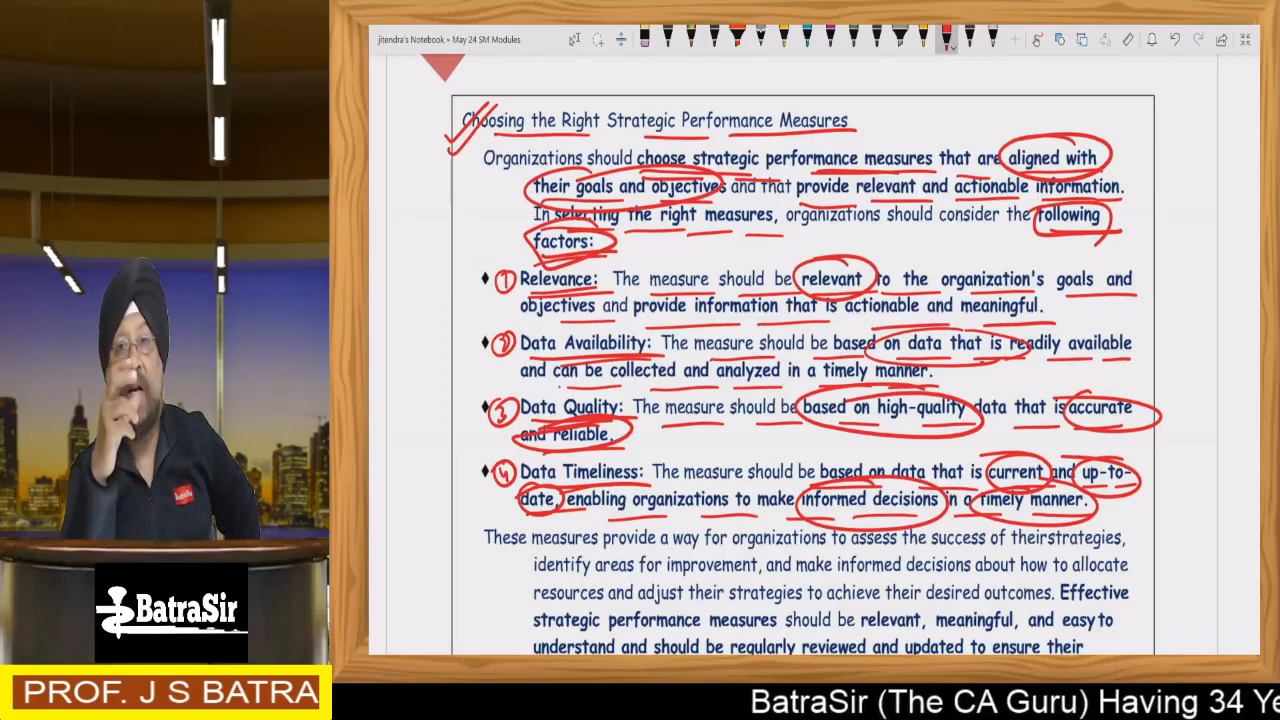 Jitendra's Notebook » May 24 SM Modules
Choosing the Right Strategic Performance Measures
Organizations should choose strategic performance measures that are aligned with
their goals and objectives and that provide relevant and actionable information.
In selecting the right measures, organizations should consider the following
factors:
♦ 1 Relevance: The measure should be relevant to the organization's goals and
objectives and provide information that is actionable and meaningful.
♦ 2 Data Availability: The measure should be based on data that is readily available
and can be collected and analyzed in a timely manner.
♦ 3 Data Quality: The measure should be based on high-quality data that is accurate
and reliable.
♦ 4 Data Timeliness: The measure should be based on data that is current and up-to-
date, enabling organizations to make informed decisions in a timely manner.
These measures provide a way for organizations to assess the success of theirstrategies,
identify areas for improvement, and make informed decisions about how to allocate
resources and adjust their strategies to achieve their desired outcomes. Effective
strategic performance measures should be relevant, meaningful, and easy to
understand and should be regularly reviewed and updated to ensure their
BatraSir
PROF. J S BATRA
BatraSir (The CA Guru) Having 34 Ye